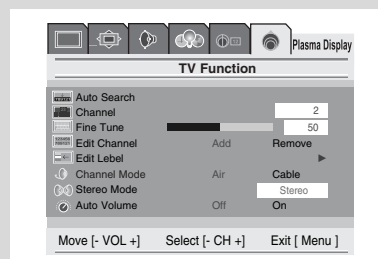 Plasma Display
TV Function
Auto Search
Channel 2
Fine Tune 50
Edit Channel Add Remove
Edit Lebel
Channel Mode Air Cable
Stereo Mode Stereo
Auto Volume Off On
Move [- VOL +] Select [- CH +] Exit [ Menu ]